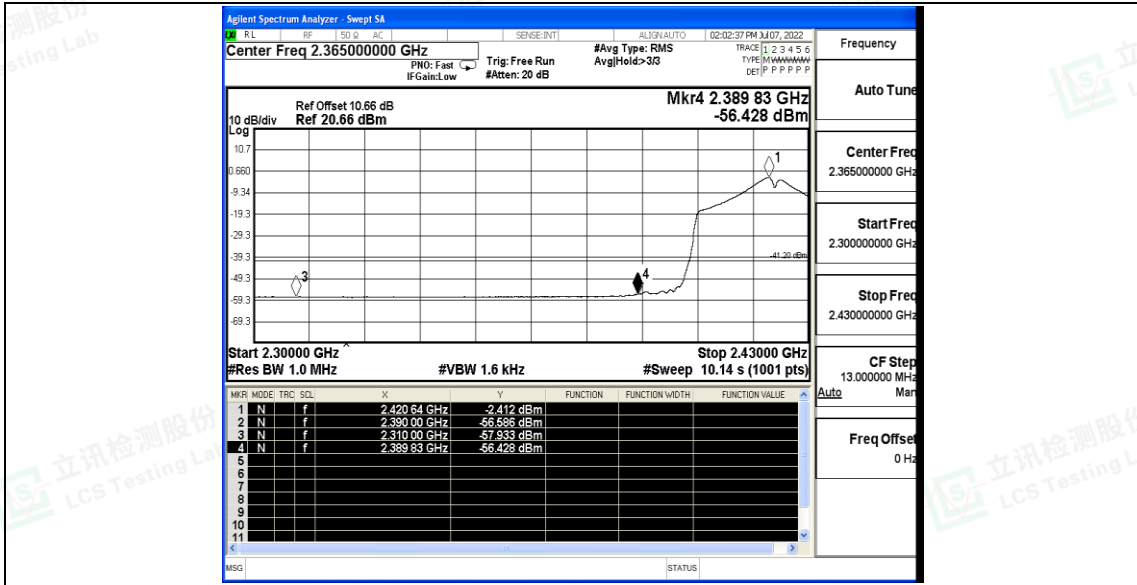 Agilent Spectrum Analyzer - Swept SA
RL RF 50 Ω AC SENSE:INT ALIGN AUTO 02:02:37 PM Jul 07, 2022
Center Freq 2.365000000 GHz
PNO: Fast
IFGain:Low
Trig: Free Run
#Atten: 20 dB
#Avg Type: RMS
Avg|Hold:>3/3
TRACE 1 2 3 4 5 6
TYPE MWWWWW
DET P P P P P P
Ref Offset 10.66 dB
10 dB/div Ref 20.66 dBm
Log
Mkr4 2.389 83 GHz
-56.428 dBm
10.7
0.660
-9.34
-19.3
-29.3
-39.3
-49.3
-59.3
-69.3
1
3
4
-41.20 dBm
Start 2.30000 GHz
Stop 2.43000 GHz
#Res BW 1.0 MHz
#VBW 1.6 kHz
#Sweep 10.14 s (1001 pts)
MKR MODE TRC SCL X Y FUNCTION FUNCTION WIDTH FUNCTION VALUE
1 N f 2.420 64 GHz -2.412 dBm
2 N f 2.390 00 GHz -56.586 dBm
3 N f 2.310 00 GHz -57.933 dBm
4 N f 2.389 83 GHz -56.428 dBm
5
6
7
8
9
10
11
MSG
STATUS
Frequency
Auto Tune
Center Freq
2.365000000 GHz
Start Freq
2.300000000 GHz
Stop Freq
2.430000000 GHz
CF Step
13.000000 MHz
Auto Man
Freq Offset
0 Hz
立讯检测股份
LCS Testing Lab
立讯检测股份
LCS Testing L